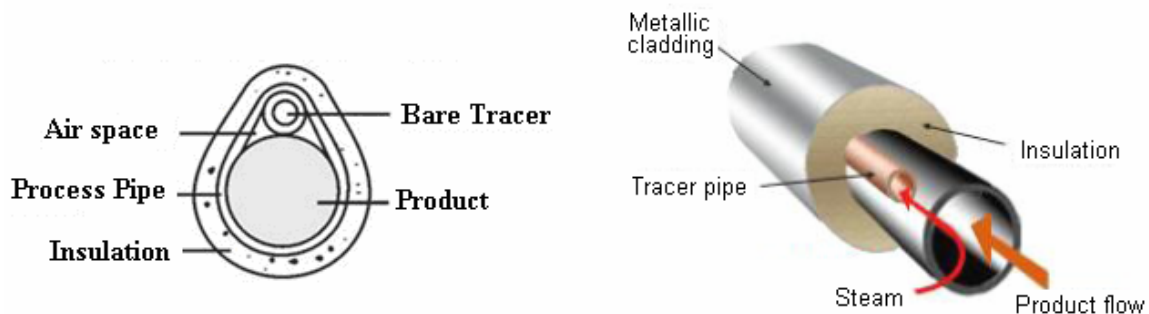 Air space
Process Pipe
Insulation
Bare Tracer
Product
Metallic
cladding
Tracer pipe
Insulation
Steam
Product flow